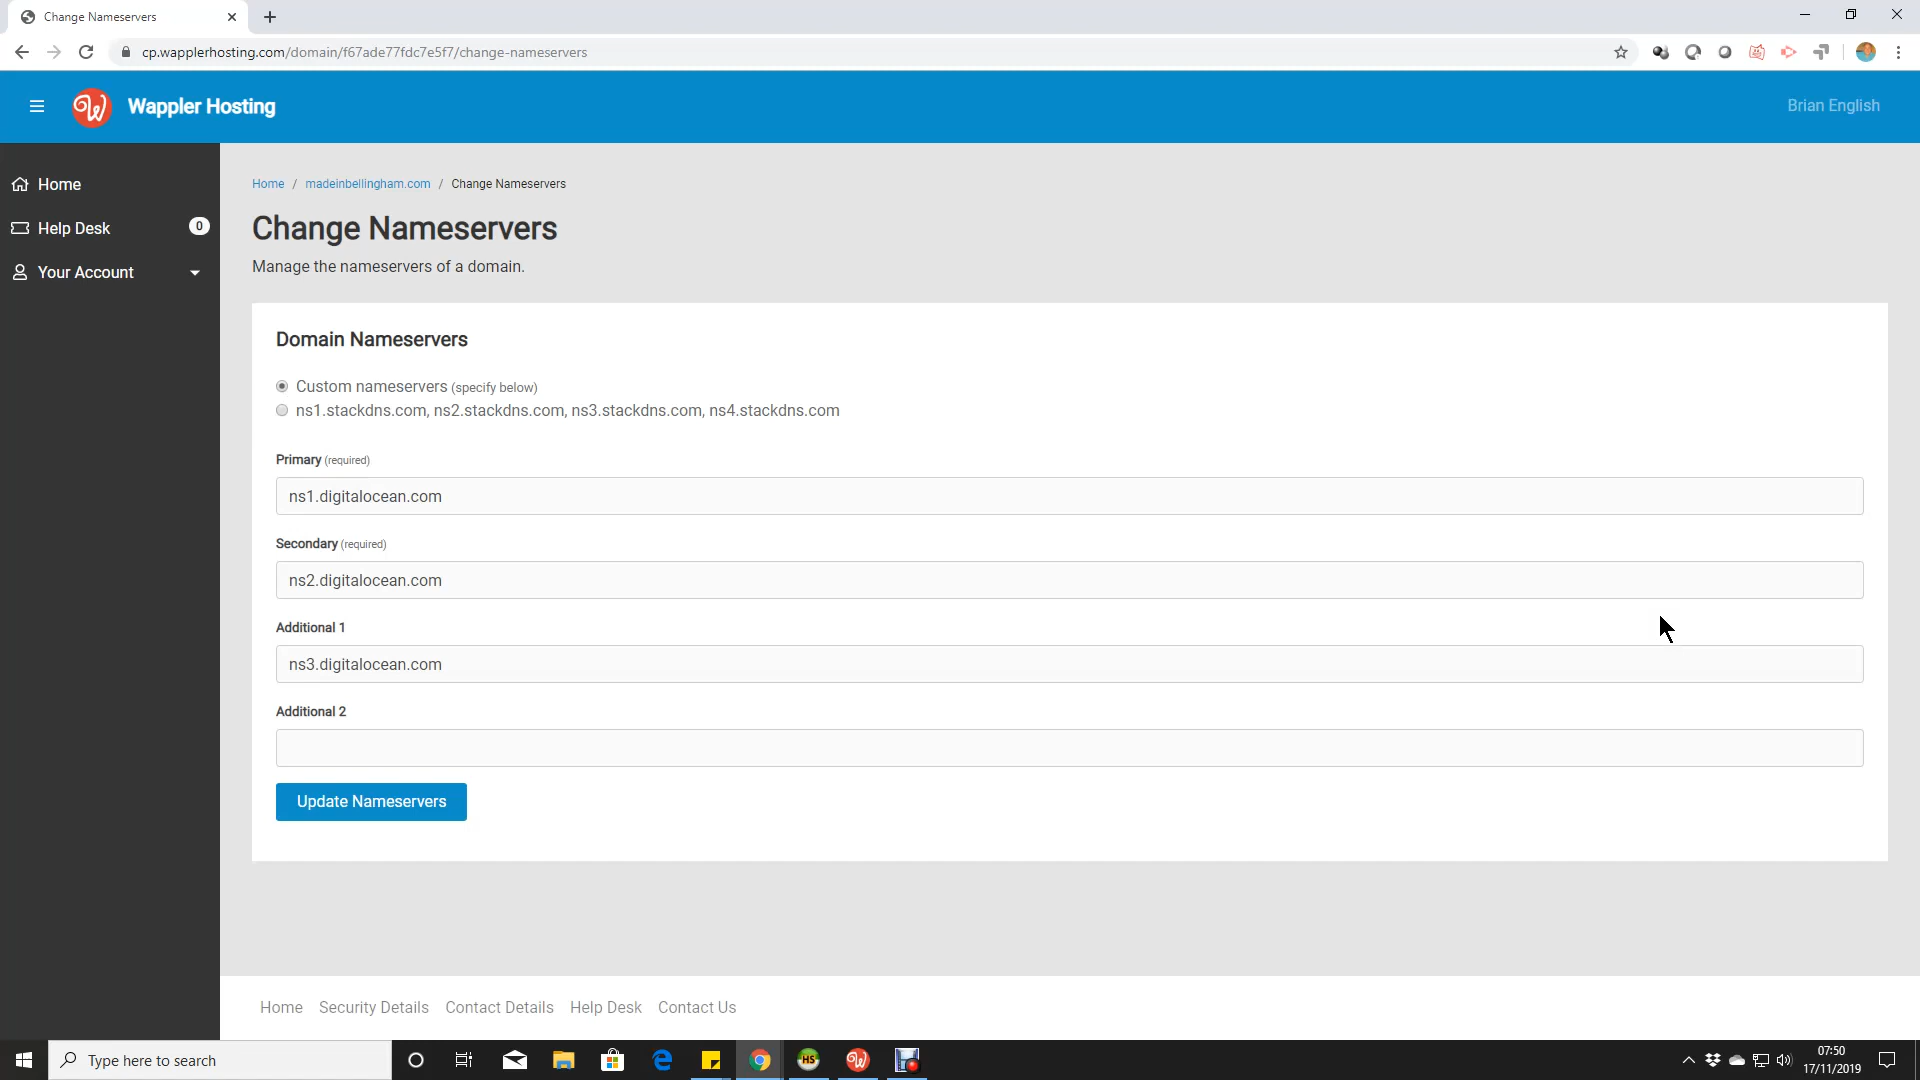 Change Nameservers
cp.wapplerhosting.com/domain/f67ade77fdc7e5f7/change-nameservers
W Wappler Hosting
Brian English
Home
Help Desk 0
Your Account
Home / madeinbellingham.com / Change Nameservers
Change Nameservers
Manage the nameservers of a domain.
Domain Nameservers
Custom nameservers (specify below)
ns1.stackdns.com, ns2.stackdns.com, ns3.stackdns.com, ns4.stackdns.com
Primary (required)
ns1.digitalocean.com
Secondary (required)
ns2.digitalocean.com
Additional 1
ns3.digitalocean.com
Additional 2
Update Nameservers
Home Security Details Contact Details Help Desk Contact Us
Type here to search
HS
W
07:50
17/11/2019